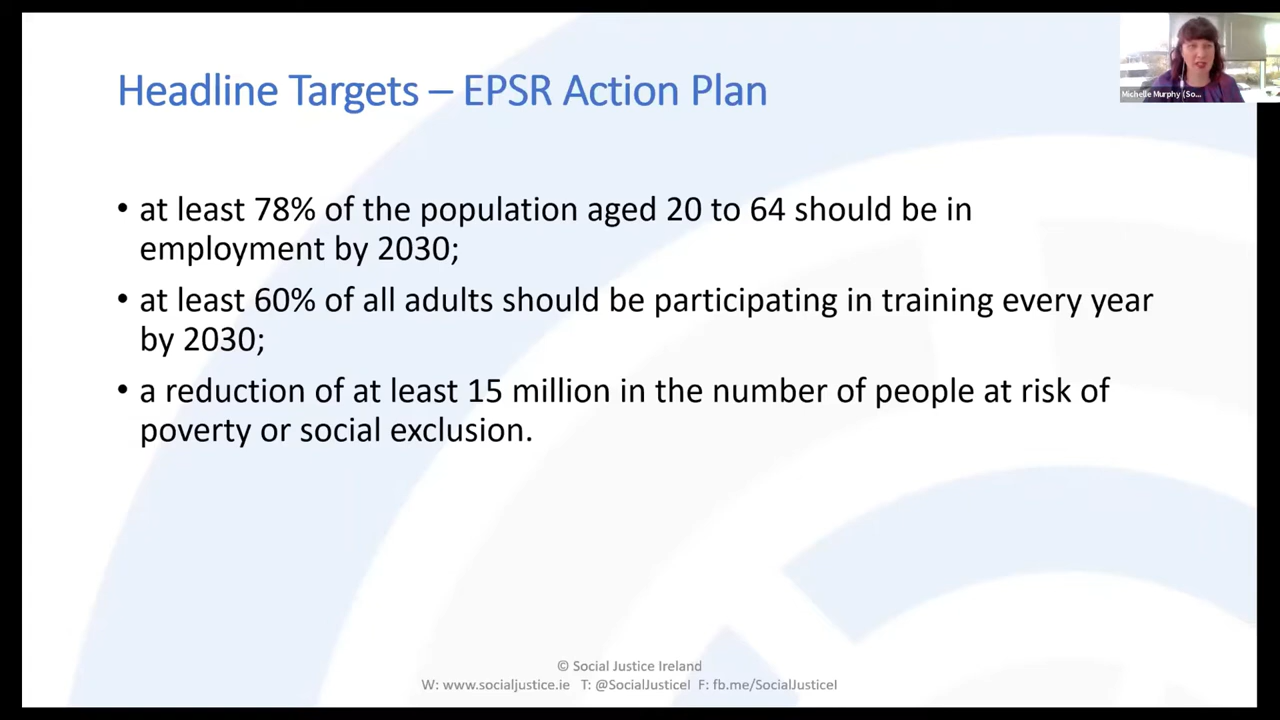 Headline Targets – EPSR Action Plan
Michelle Murphy (So...
• at least 78% of the population aged 20 to 64 should be in
employment by 2030;
• at least 60% of all adults should be participating in training every year
by 2030;
• a reduction of at least 15 million in the number of people at risk of
poverty or social exclusion.
© Social Justice Ireland
W: www.socialjustice.ie T: @SocialJusticeI F: fb.me/SocialJusticeI